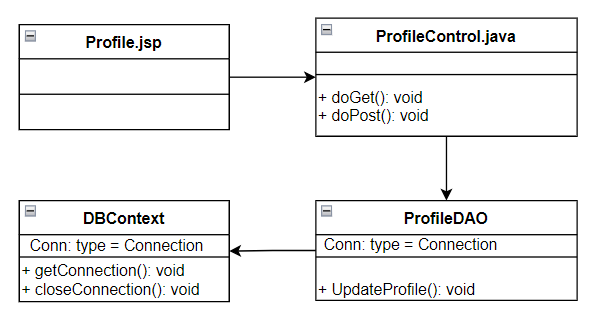 Profile.jsp
ProfileControl.java
+ doGet(): void
+ doPost(): void
DBContext
Conn: type = Connection
+ getConnection(): void
+ closeConnection(): void
ProfileDAO
Conn: type = Connection
+ UpdateProfile(): void